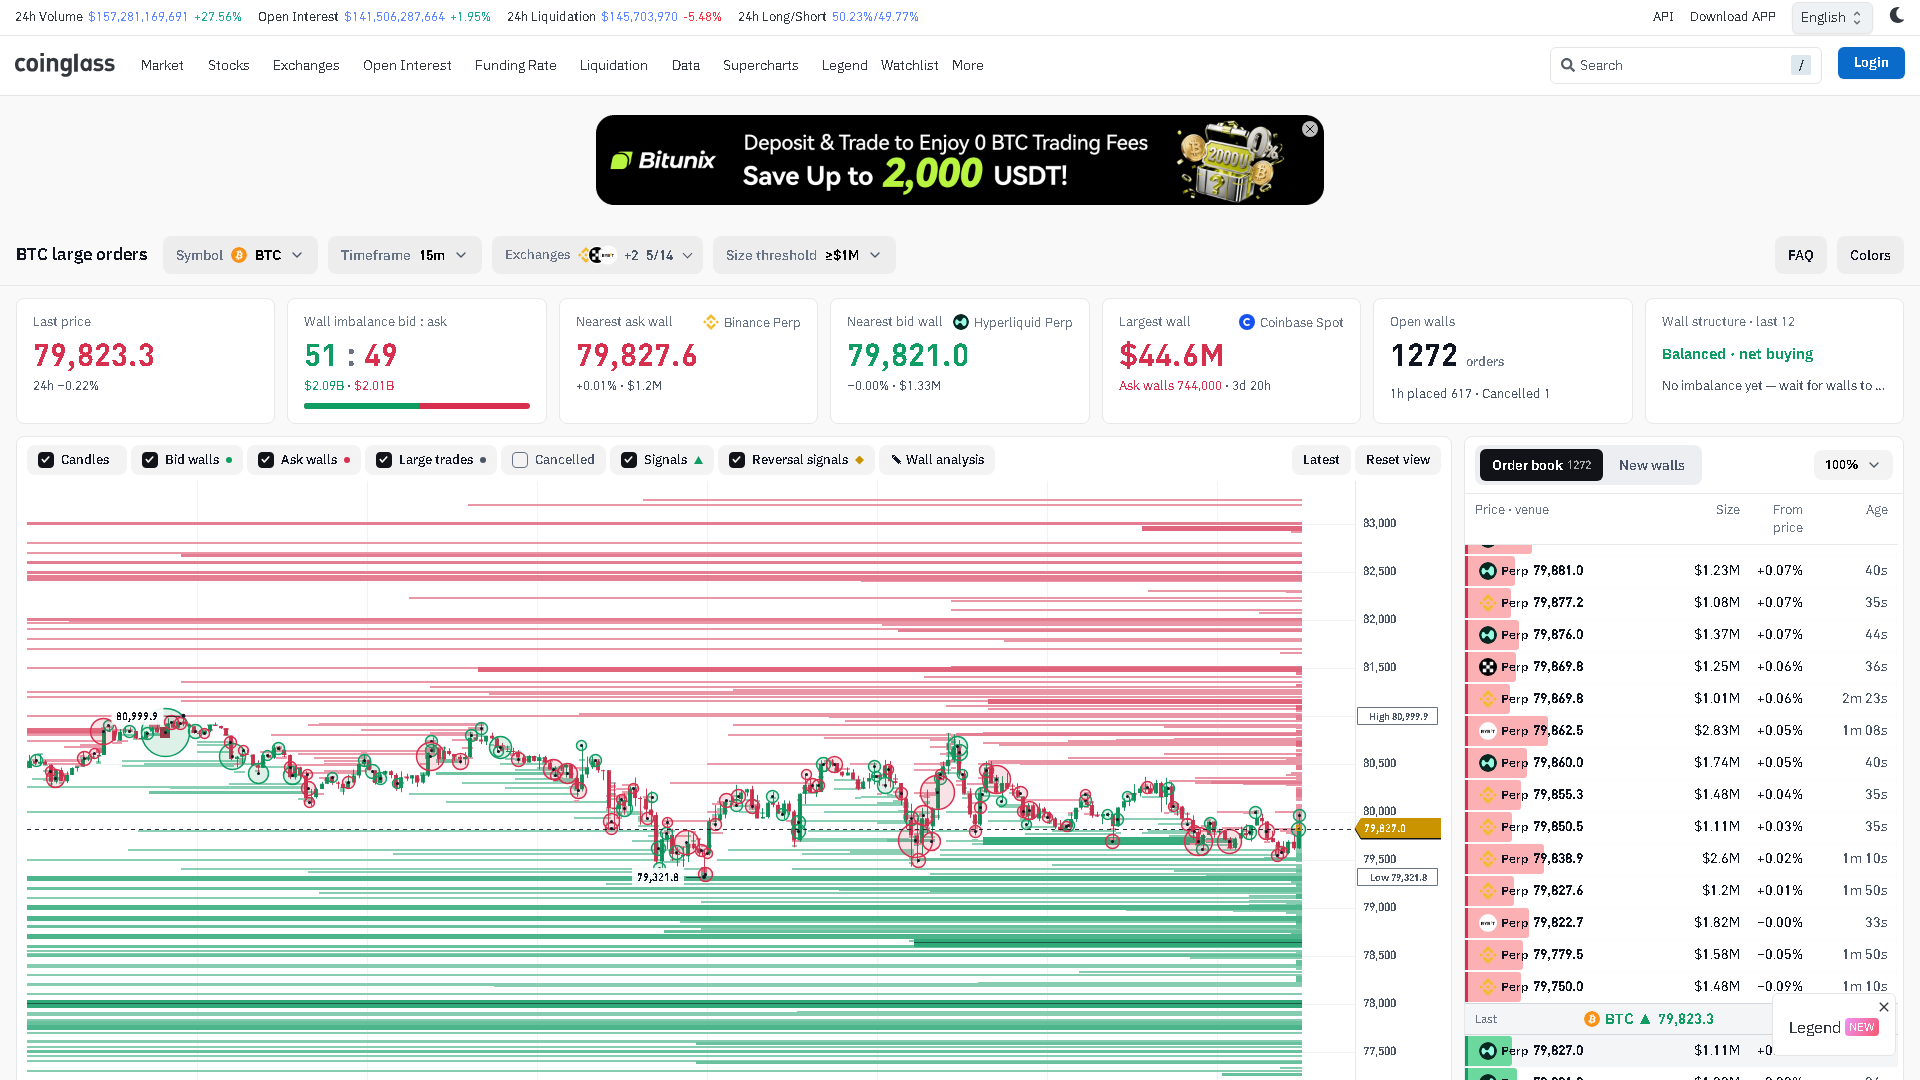 24h Volume $157,281,169,691 +27.56% Open Interest $141,506,287,664 +1.95% 24h Liquidation $145,703,970 -5.48% 24h Long/Short 50.23%/49.77% API Download APP English
coinglass Market Stocks Exchanges Open Interest Funding Rate Liquidation Data Supercharts Legend Watchlist More Search / Login
Bitunix Deposit & Trade to Enjoy 0 BTC Trading Fees
Save Up to 2,000 USDT!
BTC large orders Symbol BTC Timeframe 15m Exchanges +2 5/14 Size threshold ≥$1M FAQ Colors
Last price
79,823.3
24h −0.22%
Wall imbalance bid : ask
51 : 49
$2.09B · $2.01B
Nearest ask wall Binance Perp
79,827.6
+0.01% · $1.2M
Nearest bid wall Hyperliquid Perp
79,821.0
−0.00% · $1.33M
Largest wall Coinbase Spot
$44.6M
Ask walls 744,000 · 3d 20h
Open walls
1272 orders
1h placed 617 · Cancelled 1
Wall structure · last 12
Balanced · net buying
No imbalance yet — wait for walls to ...
Candles Bid walls Ask walls Large trades Cancelled Signals Reversal signals Wall analysis Latest Reset view
83,000
82,500
82,000
81,500
80,999.9
High 80,999.9
80,500
80,000
79,827.0
79,500
79,321.8
Low 79,321.8
79,000
78,500
78,000
77,500
Order book 1272 New walls 100%
Price · venue Size From price Age
Perp 79,881.0 $1.23M +0.07% 40s
Perp 79,877.2 $1.08M +0.07% 35s
Perp 79,876.0 $1.37M +0.07% 44s
Perp 79,869.8 $1.25M +0.06% 36s
Perp 79,869.8 $1.01M +0.06% 2m 23s
Perp 79,862.5 $2.83M +0.05% 1m 08s
Perp 79,860.0 $1.74M +0.05% 40s
Perp 79,855.3 $1.48M +0.04% 35s
Perp 79,850.5 $1.11M +0.03% 35s
Perp 79,838.9 $2.6M +0.02% 1m 10s
Perp 79,827.6 $1.2M +0.01% 1m 50s
Perp 79,822.7 $1.82M −0.00% 33s
Perp 79,779.5 $1.58M −0.05% 1m 50s
Perp 79,750.0 $1.48M −0.09% 1m 10s
Last BTC ▲ 79,823.3
Legend NEW
Perp 79,827.0 $1.11M +0